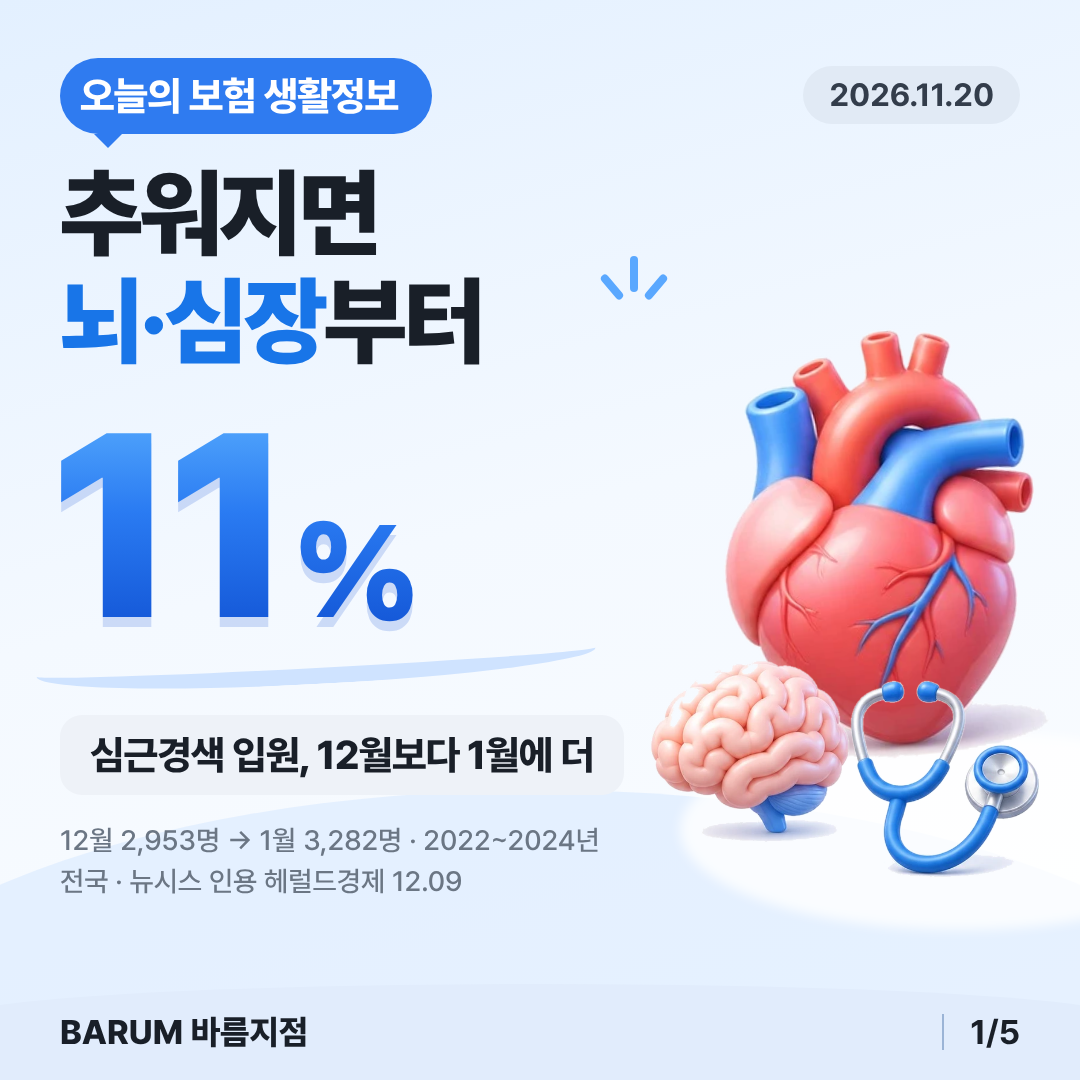 오늘의 보험 생활정보
2026.11.20
추워지면
뇌·심장부터
11%
심근경색 입원, 12월보다 1월에 더
12월 2,953명 → 1월 3,282명 · 2022~2024년
전국 · 뉴시스 인용 헤럴드경제 12.09
BARUM 바름지점
1/5